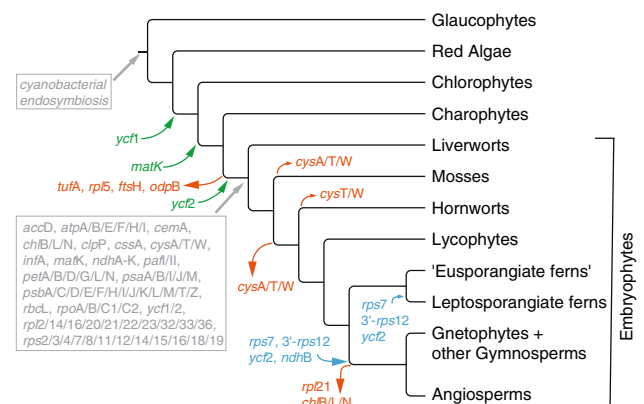 Glaucophytes
Red Algae
cyanobacterial
endosymbiosis
Chlorophytes
ycf1
Charophytes
matK
Liverworts
cysA/T/W
tufA, rpl5, ftsH, odpB
Mosses
ycf2
cysT/W
Hornworts
accD, atpA/B/E/F/H/I, cemA,
chlB/L/N, clpP, cssA, cysA/T/W,
infA, matK, ndhA-K, pafI/II,
petA/B/D/G/L/N, psaA/B/I/J/M,
psbA/C/D/E/F/H/I/J/K/L/M/T/Z,
rbcL, rpoA/B/C1/C2, ycf1/2,
rpl2/14/16/20/21/22/23/32/33/36,
rps2/3/4/7/8/11/12/14/15/16/18/19
Lycophytes
cysA/T/W
'Eusporangiate ferns'
rps7
3'-rps12
ycf2
Leptosporangiate ferns
rps7, 3'-rps12
ycf2, ndhB
Gnetophytes +
other Gymnosperms
rpl21
chlB/L/N
Angiosperms
Embryophytes